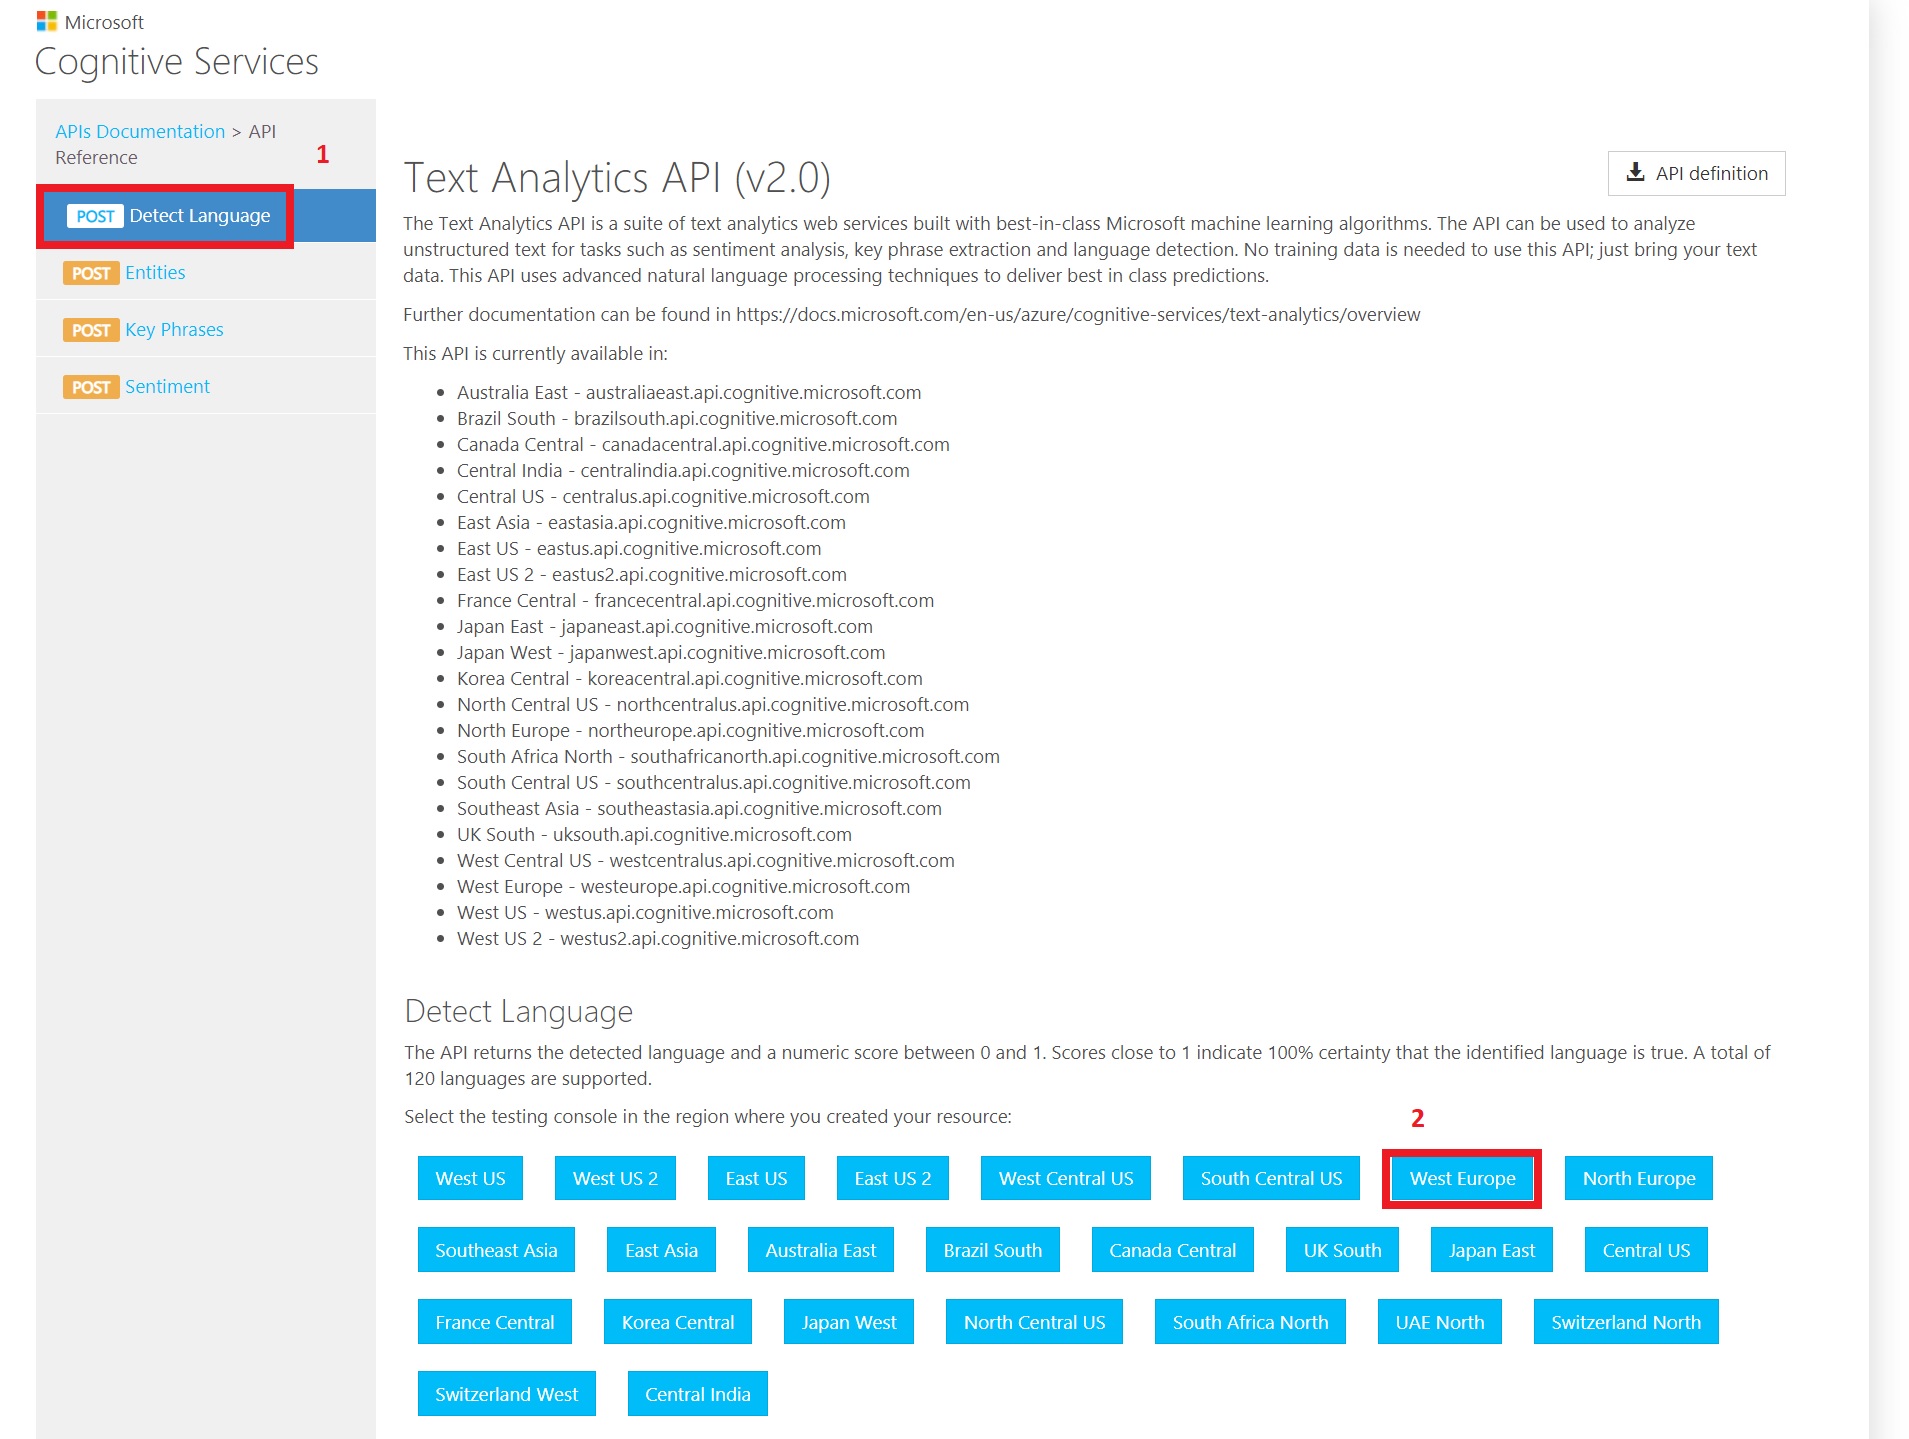 Microsoft
Cognitive Services
APIs Documentation > API
Reference
1
POST Detect Language
POST Entities
POST Key Phrases
POST Sentiment
Text Analytics API (v2.0)
API definition
The Text Analytics API is a suite of text analytics web services built with best-in-class Microsoft machine learning algorithms. The API can be used to analyze
unstructured text for tasks such as sentiment analysis, key phrase extraction and language detection. No training data is needed to use this API; just bring your text
data. This API uses advanced natural language processing techniques to deliver best in class predictions.
Further documentation can be found in https://docs.microsoft.com/en-us/azure/cognitive-services/text-analytics/overview
This API is currently available in:
Australia East - australiaeast.api.cognitive.microsoft.com
Brazil South - brazilsouth.api.cognitive.microsoft.com
Canada Central - canadacentral.api.cognitive.microsoft.com
Central India - centralindia.api.cognitive.microsoft.com
Central US - centralus.api.cognitive.microsoft.com
East Asia - eastasia.api.cognitive.microsoft.com
East US - eastus.api.cognitive.microsoft.com
East US 2 - eastus2.api.cognitive.microsoft.com
France Central - francecentral.api.cognitive.microsoft.com
Japan East - japaneast.api.cognitive.microsoft.com
Japan West - japanwest.api.cognitive.microsoft.com
Korea Central - koreacentral.api.cognitive.microsoft.com
North Central US - northcentralus.api.cognitive.microsoft.com
North Europe - northeurope.api.cognitive.microsoft.com
South Africa North - southafricanorth.api.cognitive.microsoft.com
South Central US - southcentralus.api.cognitive.microsoft.com
Southeast Asia - southeastasia.api.cognitive.microsoft.com
UK South - uksouth.api.cognitive.microsoft.com
West Central US - westcentralus.api.cognitive.microsoft.com
West Europe - westeurope.api.cognitive.microsoft.com
West US - westus.api.cognitive.microsoft.com
West US 2 - westus2.api.cognitive.microsoft.com
Detect Language
The API returns the detected language and a numeric score between 0 and 1. Scores close to 1 indicate 100% certainty that the identified language is true. A total of
120 languages are supported.
Select the testing console in the region where you created your resource:
2
West US West US 2 East US East US 2 West Central US South Central US West Europe North Europe
Southeast Asia East Asia Australia East Brazil South Canada Central UK South Japan East Central US
France Central Korea Central Japan West North Central US South Africa North UAE North Switzerland North
Switzerland West Central India